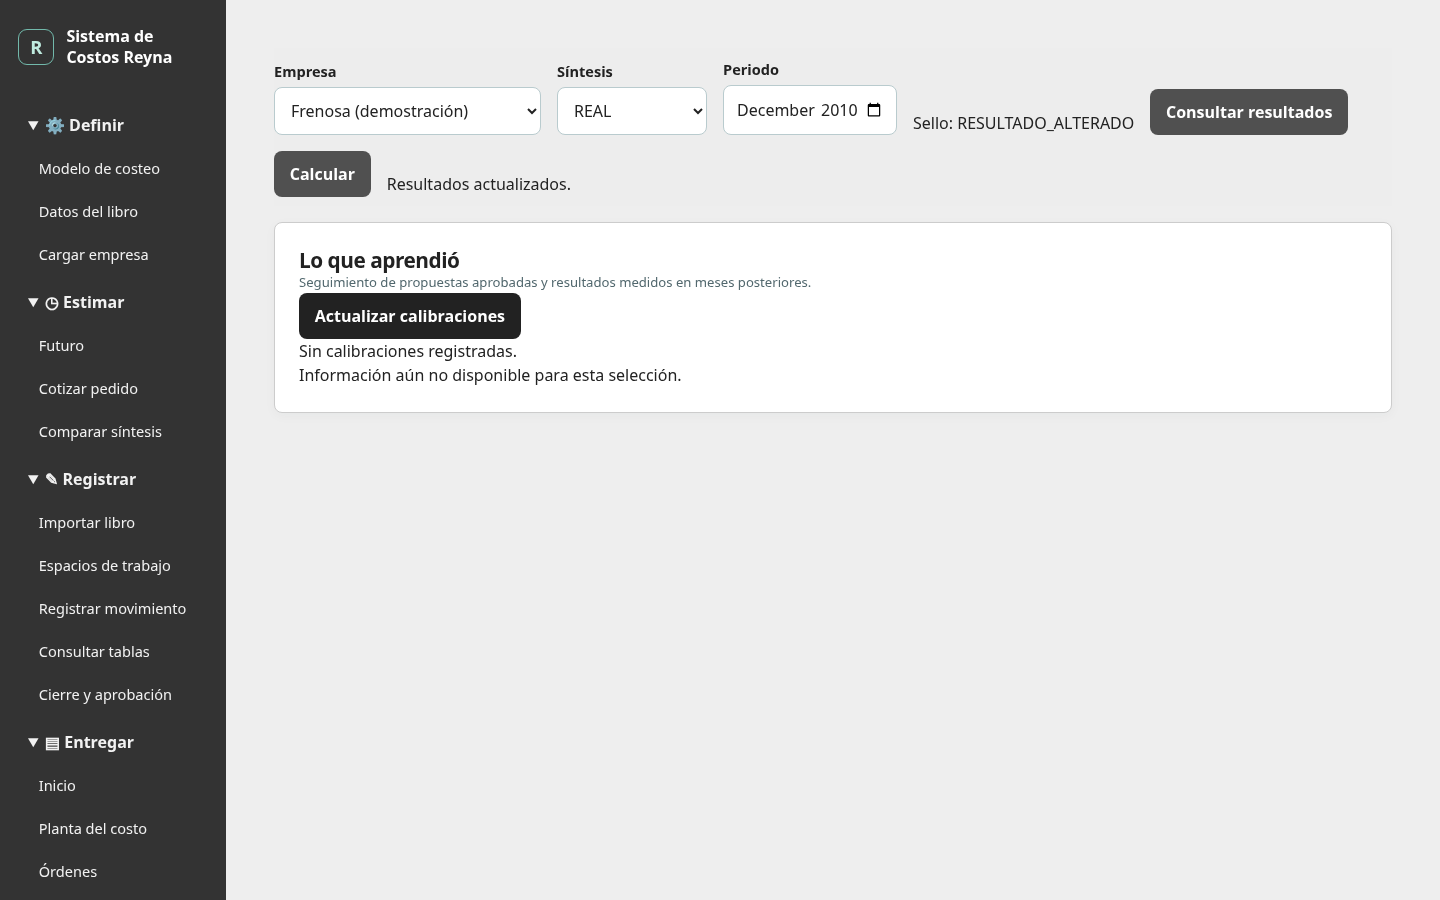 R
Sistema de
Costos Reyna
▼ ⚙️ Definir
Modelo de costeo
Datos del libro
Cargar empresa
▼ ◷ Estimar
Futuro
Cotizar pedido
Comparar síntesis
▼ ✎ Registrar
Importar libro
Espacios de trabajo
Registrar movimiento
Consultar tablas
Cierre y aprobación
▼ ▤ Entregar
Inicio
Planta del costo
Órdenes
Empresa
Frenosa (demostración)
Síntesis
REAL
Periodo
December 2010
Sello: RESULTADO_ALTERADO
Consultar resultados
Calcular
Resultados actualizados.
Lo que aprendió
Seguimiento de propuestas aprobadas y resultados medidos en meses posteriores.
Actualizar calibraciones
Sin calibraciones registradas.
Información aún no disponible para esta selección.